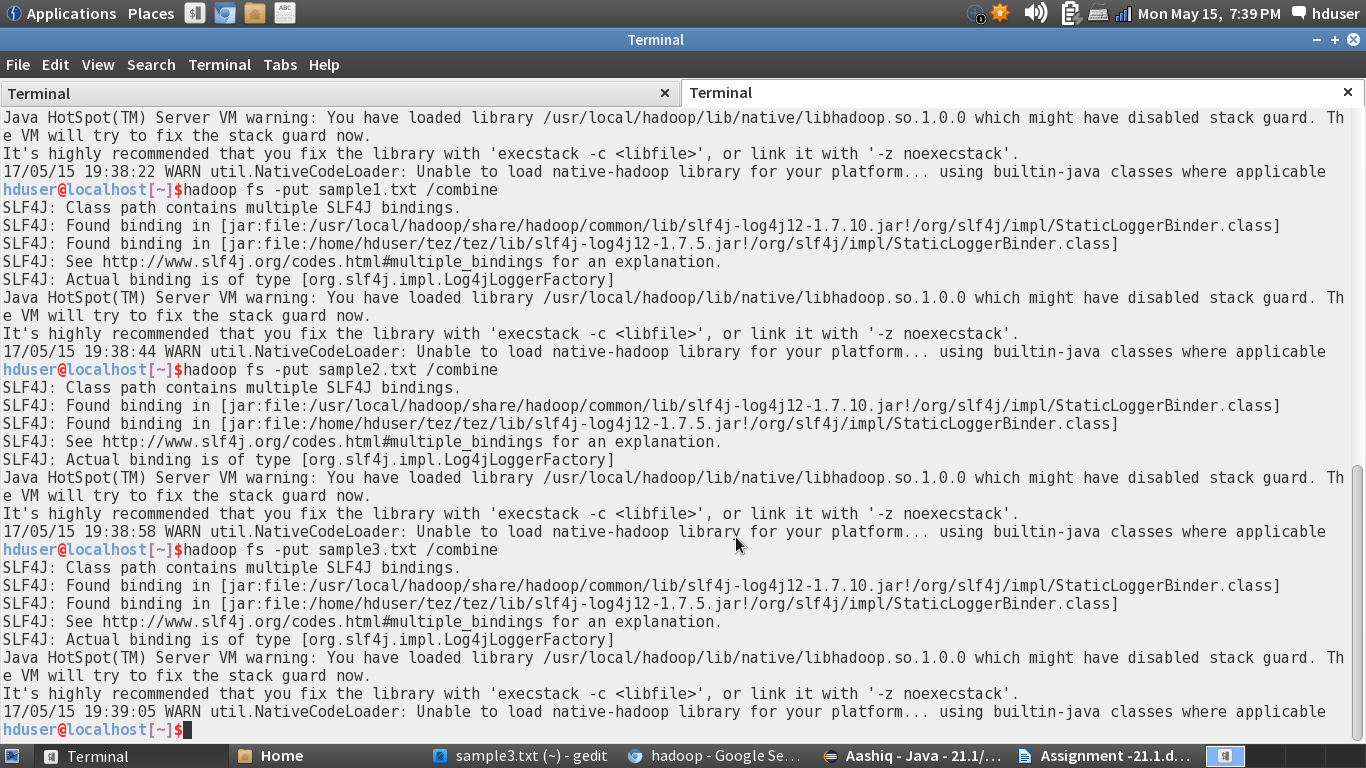 Applications Places Mon May 15, 7:39 PM hduser
Terminal
File Edit View Search Terminal Tabs Help
Terminal Terminal
Java HotSpot(TM) Server VM warning: You have loaded library /usr/local/hadoop/lib/native/libhadoop.so.1.0.0 which might have disabled stack guard. Th
e VM will try to fix the stack guard now.
It's highly recommended that you fix the library with 'execstack -c <libfile>', or link it with '-z noexecstack'.
17/05/15 19:38:22 WARN util.NativeCodeLoader: Unable to load native-hadoop library for your platform... using builtin-java classes where applicable
hduser@localhost[~]$hadoop fs -put sample1.txt /combine
SLF4J: Class path contains multiple SLF4J bindings.
SLF4J: Found binding in [jar:file:/usr/local/hadoop/share/hadoop/common/lib/slf4j-log4j12-1.7.10.jar!/org/slf4j/impl/StaticLoggerBinder.class]
SLF4J: Found binding in [jar:file:/home/hduser/tez/tez/lib/slf4j-log4j12-1.7.5.jar!/org/slf4j/impl/StaticLoggerBinder.class]
SLF4J: See http://www.slf4j.org/codes.html#multiple_bindings for an explanation.
SLF4J: Actual binding is of type [org.slf4j.impl.Log4jLoggerFactory]
Java HotSpot(TM) Server VM warning: You have loaded library /usr/local/hadoop/lib/native/libhadoop.so.1.0.0 which might have disabled stack guard. Th
e VM will try to fix the stack guard now.
It's highly recommended that you fix the library with 'execstack -c <libfile>', or link it with '-z noexecstack'.
17/05/15 19:38:44 WARN util.NativeCodeLoader: Unable to load native-hadoop library for your platform... using builtin-java classes where applicable
hduser@localhost[~]$hadoop fs -put sample2.txt /combine
SLF4J: Class path contains multiple SLF4J bindings.
SLF4J: Found binding in [jar:file:/usr/local/hadoop/share/hadoop/common/lib/slf4j-log4j12-1.7.10.jar!/org/slf4j/impl/StaticLoggerBinder.class]
SLF4J: Found binding in [jar:file:/home/hduser/tez/tez/lib/slf4j-log4j12-1.7.5.jar!/org/slf4j/impl/StaticLoggerBinder.class]
SLF4J: See http://www.slf4j.org/codes.html#multiple_bindings for an explanation.
SLF4J: Actual binding is of type [org.slf4j.impl.Log4jLoggerFactory]
Java HotSpot(TM) Server VM warning: You have loaded library /usr/local/hadoop/lib/native/libhadoop.so.1.0.0 which might have disabled stack guard. Th
e VM will try to fix the stack guard now.
It's highly recommended that you fix the library with 'execstack -c <libfile>', or link it with '-z noexecstack'.
17/05/15 19:38:58 WARN util.NativeCodeLoader: Unable to load native-hadoop library for your platform... using builtin-java classes where applicable
hduser@localhost[~]$hadoop fs -put sample3.txt /combine
SLF4J: Class path contains multiple SLF4J bindings.
SLF4J: Found binding in [jar:file:/usr/local/hadoop/share/hadoop/common/lib/slf4j-log4j12-1.7.10.jar!/org/slf4j/impl/StaticLoggerBinder.class]
SLF4J: Found binding in [jar:file:/home/hduser/tez/tez/lib/slf4j-log4j12-1.7.5.jar!/org/slf4j/impl/StaticLoggerBinder.class]
SLF4J: See http://www.slf4j.org/codes.html#multiple_bindings for an explanation.
SLF4J: Actual binding is of type [org.slf4j.impl.Log4jLoggerFactory]
Java HotSpot(TM) Server VM warning: You have loaded library /usr/local/hadoop/lib/native/libhadoop.so.1.0.0 which might have disabled stack guard. Th
e VM will try to fix the stack guard now.
It's highly recommended that you fix the library with 'execstack -c <libfile>', or link it with '-z noexecstack'.
17/05/15 19:39:05 WARN util.NativeCodeLoader: Unable to load native-hadoop library for your platform... using builtin-java classes where applicable
hduser@localhost[~]$
Terminal Home sample3.txt (~) - gedit hadoop - Google Se... Aashiq - Java - 21.1/... Assignment -21.1.d...